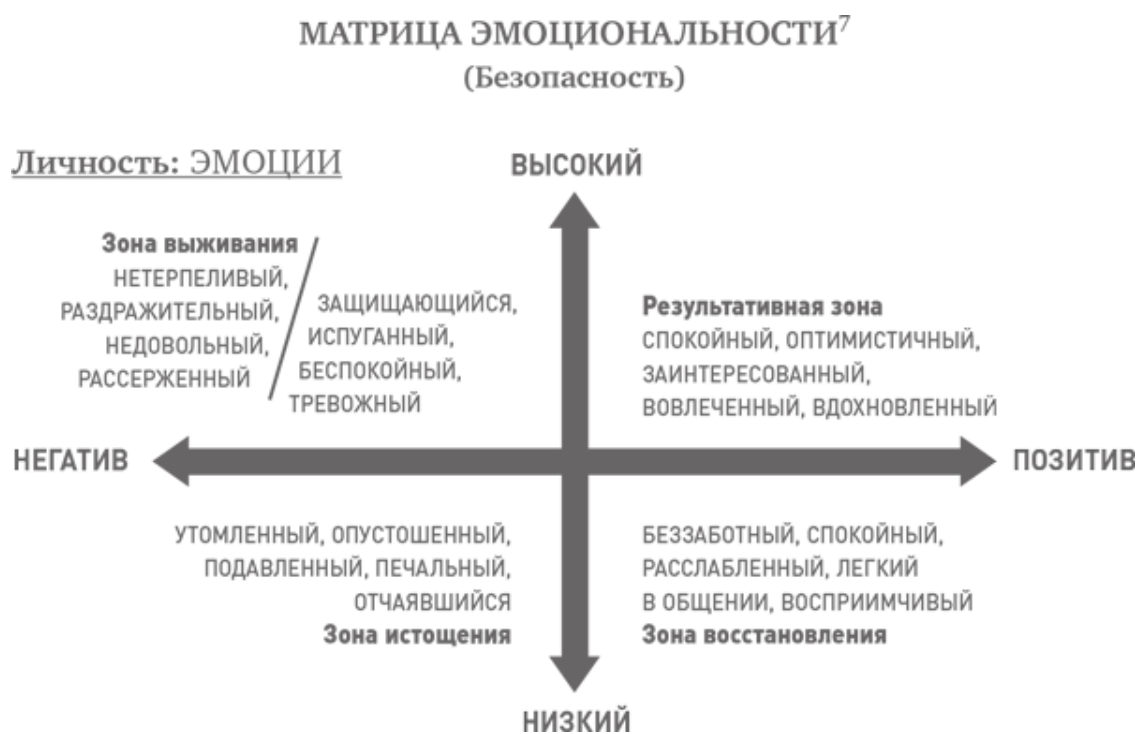 МАТРИЦА ЭМОЦИОНАЛЬНОСТИ7
(Безопасность)
Личность: ЭМОЦИИ
ВЫСОКИЙ
Зона выживания
НЕТЕРПЕЛИВЫЙ,
РАЗДРАЖИТЕЛЬНЫЙ,
НЕДОВОЛЬНЫЙ,
РАССЕРЖЕННЫЙ
ЗАЩИЩАЮЩИЙСЯ,
ИСПУГАННЫЙ,
БЕСПОКОЙНЫЙ,
ТРЕВОЖНЫЙ
Результативная зона
СПОКОЙНЫЙ, ОПТИМИСТИЧНЫЙ,
ЗАИНТЕРЕСОВАННЫЙ,
ВОВЛЕЧЕННЫЙ, ВДОХНОВЛЕННЫЙ
НЕГАТИВ
ПОЗИТИВ
УТОМЛЕННЫЙ, ОПУСТОШЕННЫЙ,
ПОДАВЛЕННЫЙ, ПЕЧАЛЬНЫЙ,
ОТЧАЯВШИЙСЯ
Зона истощения
БЕЗЗАБОТНЫЙ, СПОКОЙНЫЙ,
РАССЛАБЛЕННЫЙ, ЛЕГКИЙ
В ОБЩЕНИИ, ВОСПРИИМЧИВЫЙ
Зона восстановления
НИЗКИЙ